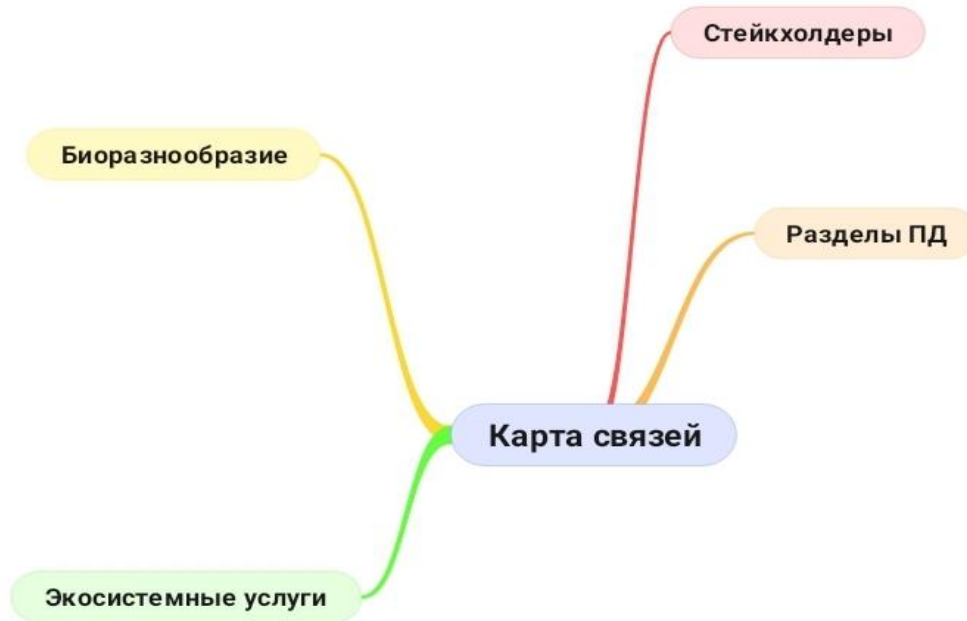 Стейкхолдеры
Биоразнообразие
Разделы ПД
Карта связей
Экосистемные услуги